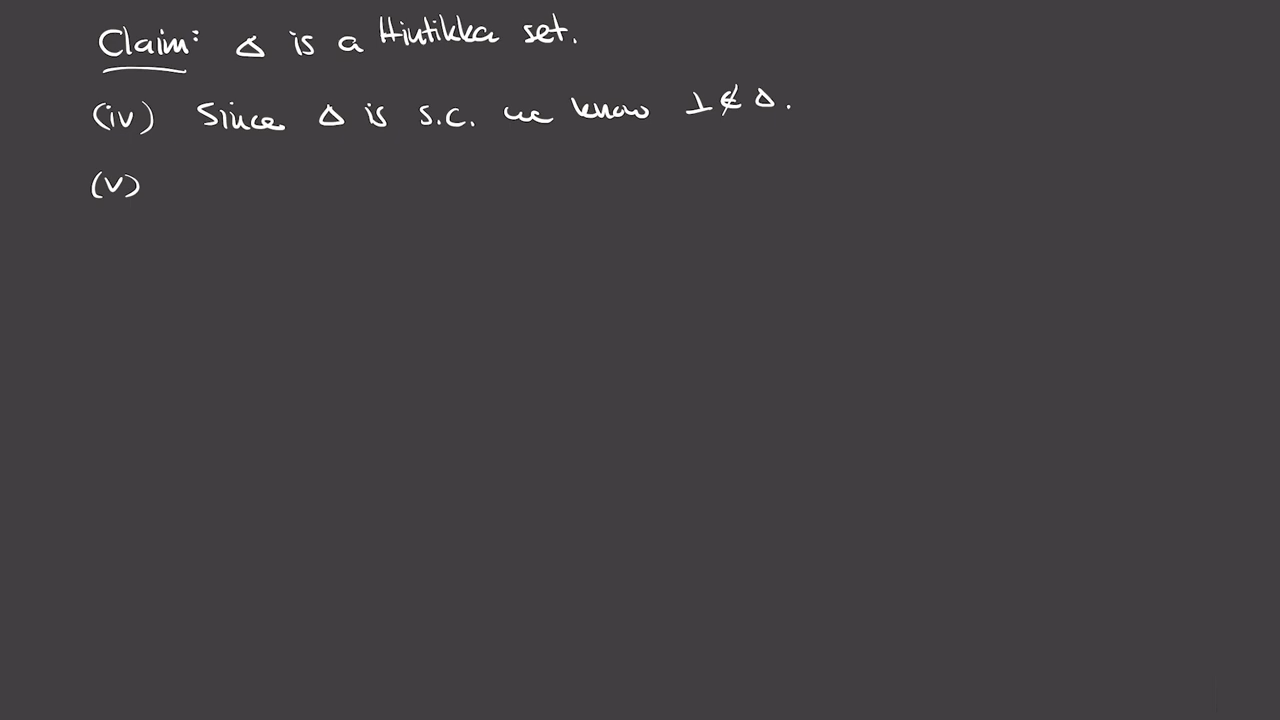 Claim: Δ is a Hintikka set.
(iv) Since Δ is s.c. we know ⊥ ∉ Δ.
(v)